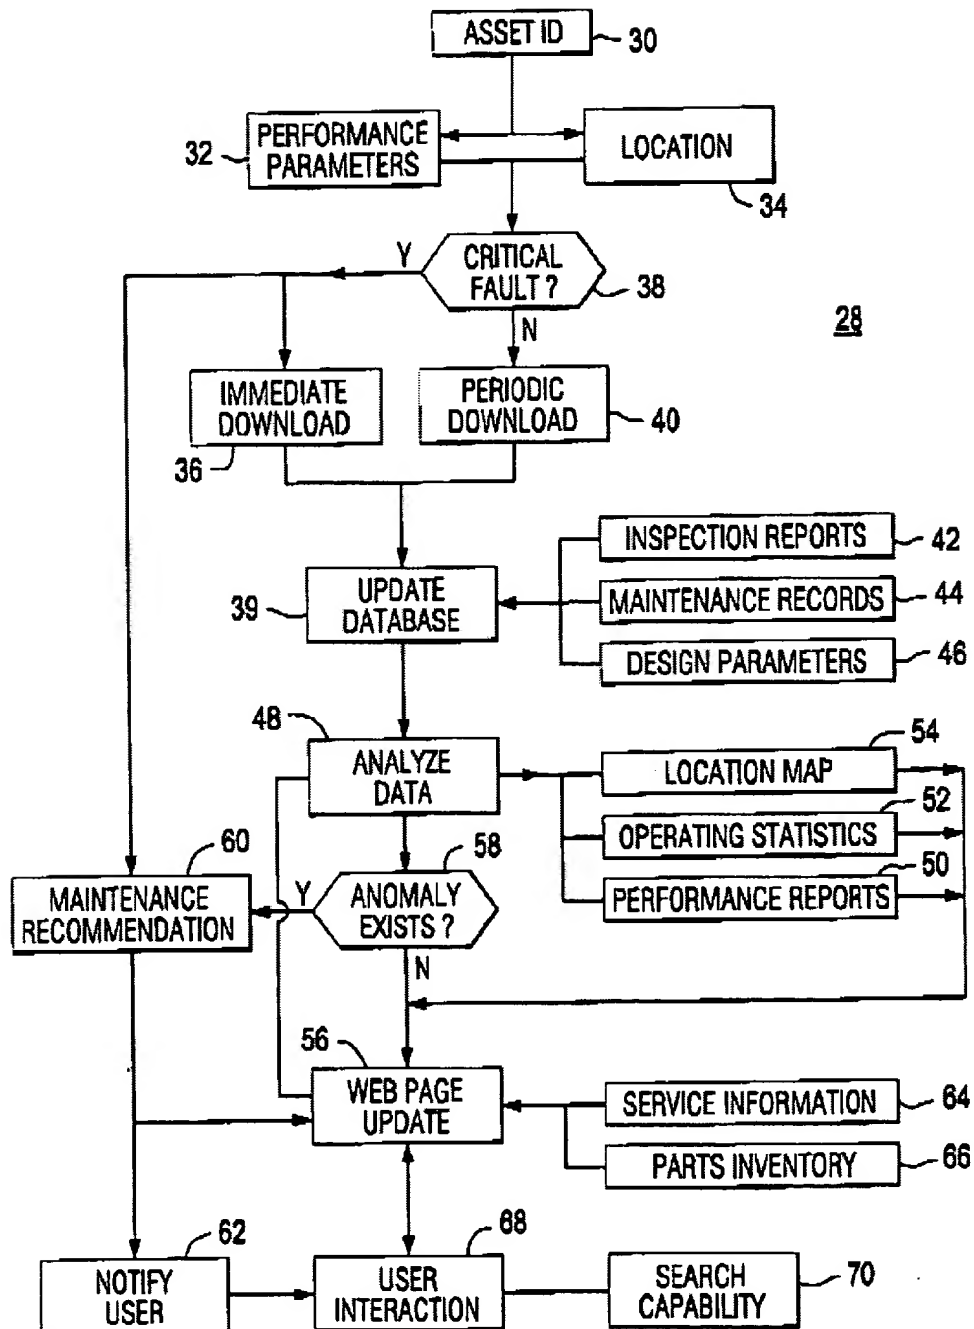 ASSET ID
30
PERFORMANCE
PARAMETERS
32
LOCATION
34
Y
CRITICAL
FAULT ?
38
N
28
IMMEDIATE
DOWNLOAD
36
PERIODIC
DOWNLOAD
40
INSPECTION REPORTS
42
UPDATE
DATABASE
39
MAINTENANCE RECORDS
44
DESIGN PARAMETERS
46
48
ANALYZE
DATA
54
LOCATION MAP
52
OPERATING STATISTICS
50
PERFORMANCE REPORTS
60
MAINTENANCE
RECOMMENDATION
Y
58
ANOMALY
EXISTS ?
N
56
WEB PAGE
UPDATE
SERVICE INFORMATION
64
PARTS INVENTORY
66
62
NOTIFY
USER
68
USER
INTERACTION
SEARCH
CAPABILITY
70